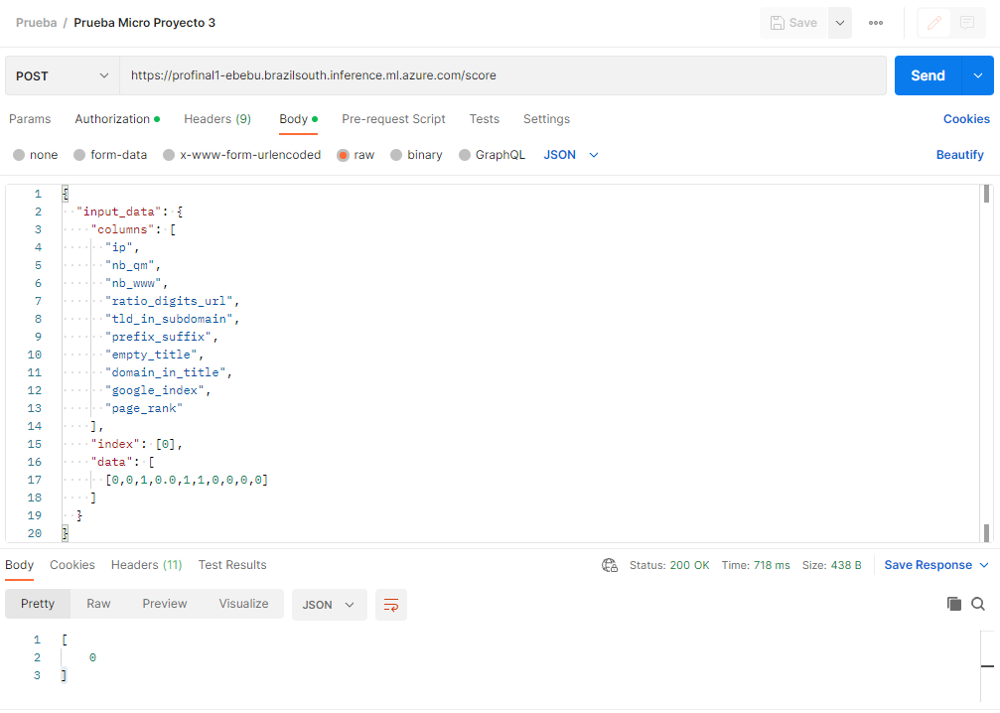 Prueba / Prueba Micro Proyecto 3 Save
POST https://profinal1-ebebu.brazilsouth.inference.ml.azure.com/score Send
Params Authorization Headers (9) Body Pre-request Script Tests Settings Cookies
none form-data x-www-form-urlencoded raw binary GraphQL JSON Beautify
1 {
2 "input_data": {
3 "columns": [
4 "ip",
5 "nb_qm",
6 "nb_www",
7 "ratio_digits_url",
8 "tld_in_subdomain",
9 "prefix_suffix",
10 "empty_title",
11 "domain_in_title",
12 "google_index",
13 "page_rank"
14 ],
15 "index": [0],
16 "data": [
17 [0,0,1,0.0,1,1,0,0,0,0]
18 ]
19 }
20 }
Body Cookies Headers (11) Test Results Status: 200 OK Time: 718 ms Size: 438 B Save Response
Pretty Raw Preview Visualize JSON
1 [
2 0
3 ]